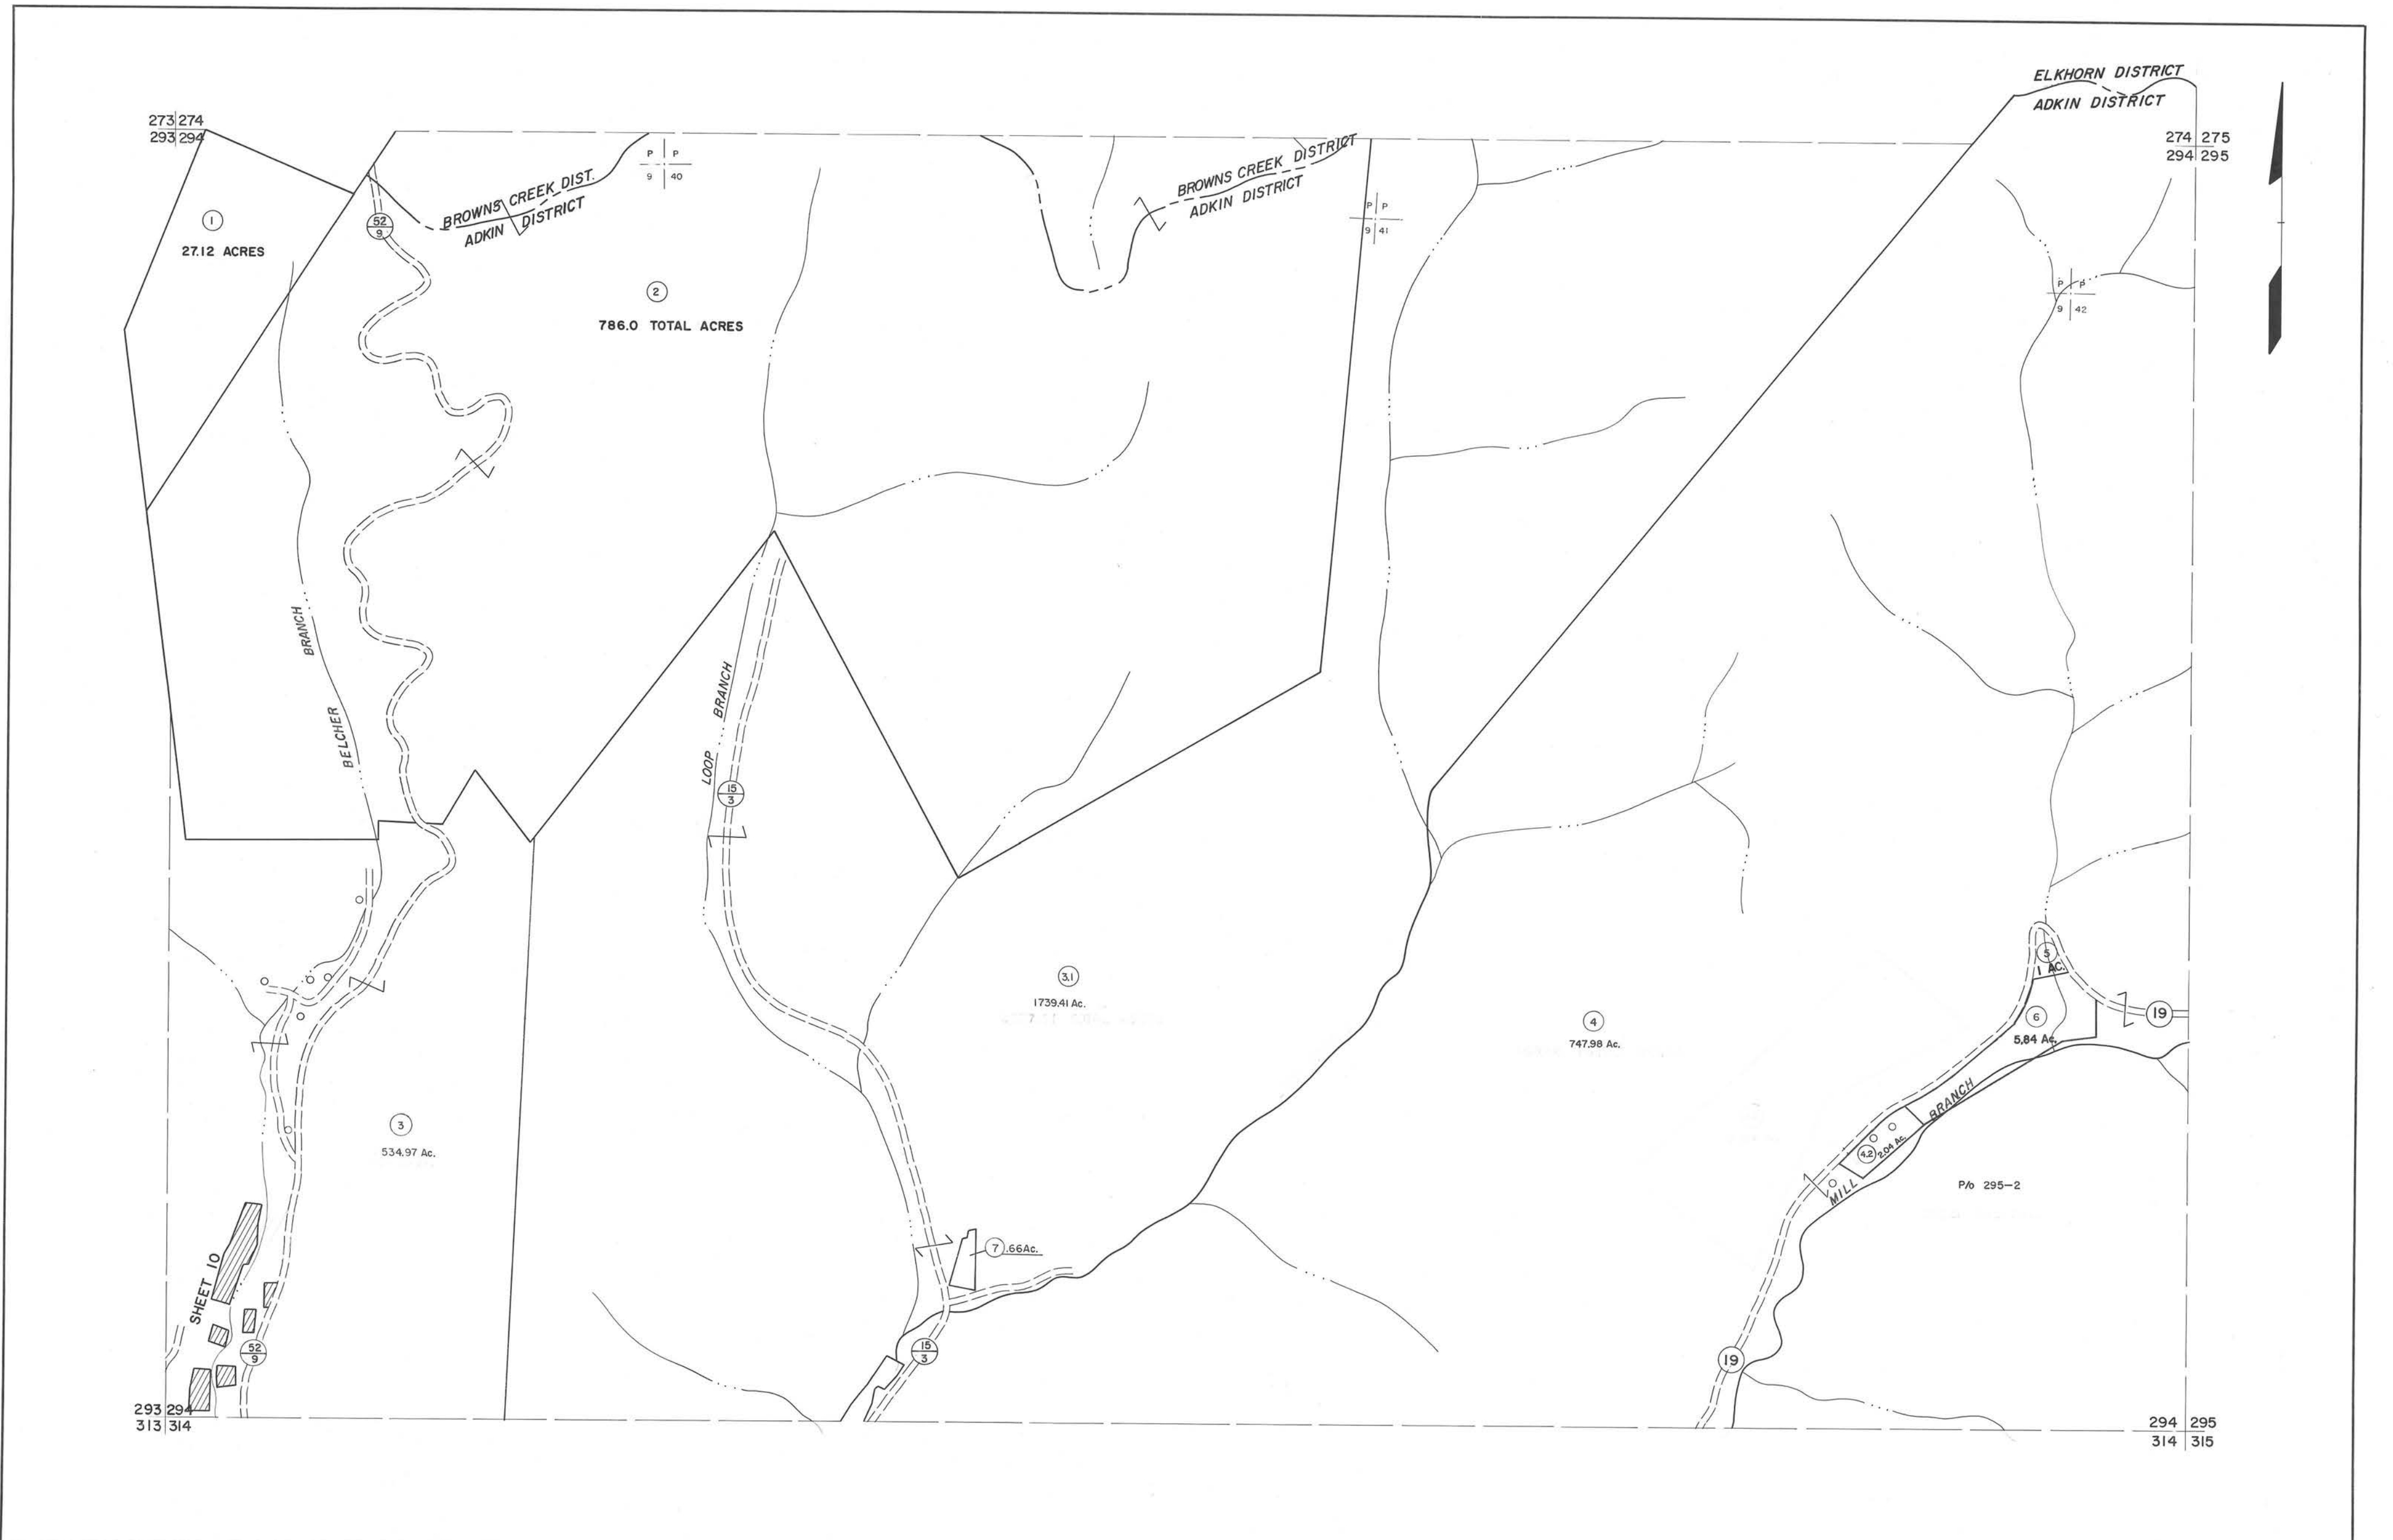 ELKHORN DISTRICT
ADKIN DISTRICT
273 274
293 294
274 275
294 295
BROWNS CREEK DIST.
ADKIN DISTRICT
P P
9 40
BROWNS CREEK DISTRICT
ADKIN DISTRICT
P P
9 41
1
27.12 ACRES
52
9
2
786.0 TOTAL ACRES
P P
9 42
BELCHER BRANCH
LOOP BRANCH
15
3
3.1
1739.41 Ac.
4
747.98 Ac.
5
1 AC.
19
6
5.84 Ac.
MILL BRANCH
4.2
2.04 Ac.
P/o 295-2
3
534.97 Ac.
7
.66Ac.
SHEET 10
52
9
15
3
19
293 294
313 314
294 295
314 315